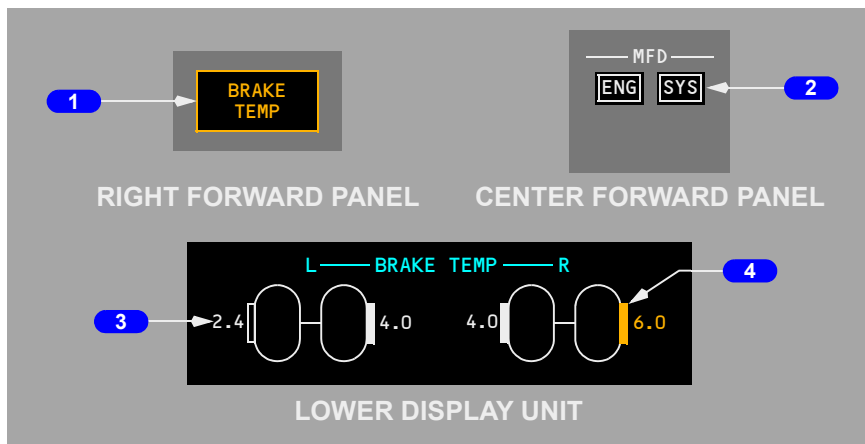 BRAKE
TEMP
1
RIGHT FORWARD PANEL
MFD
ENG SYS
2
CENTER FORWARD PANEL
L BRAKE TEMP R
4
3
2.4 4.0 4.0 6.0
LOWER DISPLAY UNIT